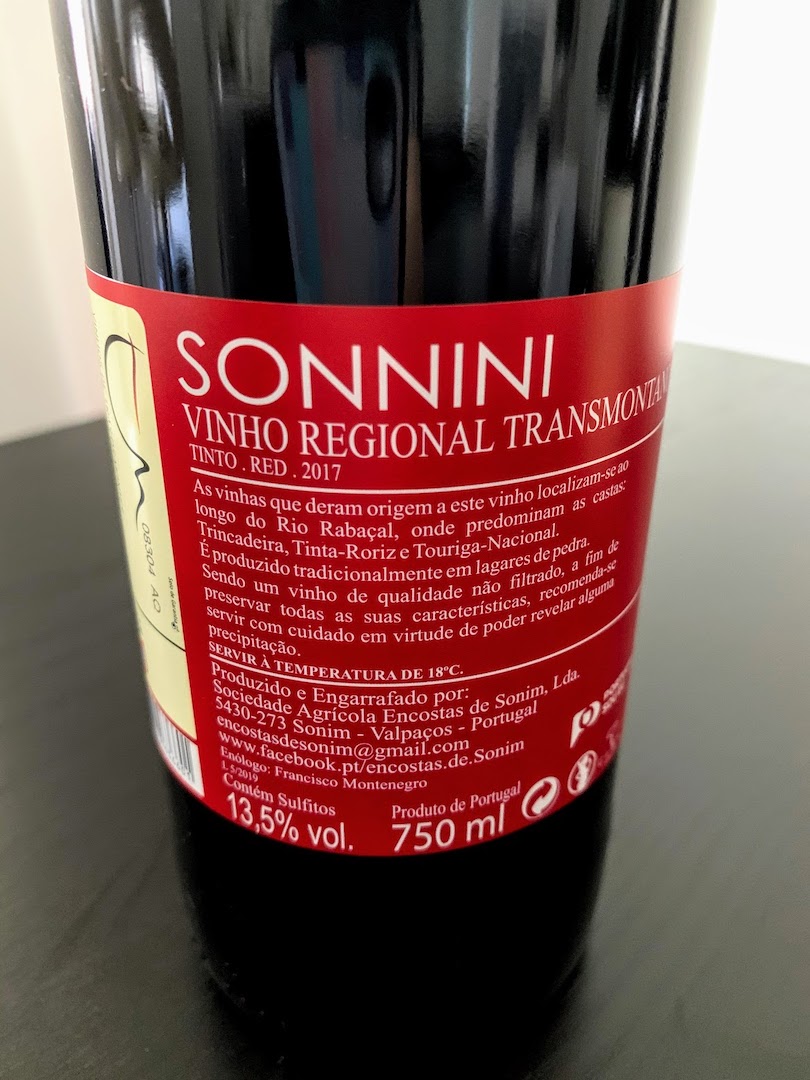 SONNINI
VINHO REGIONAL TRANSMONTAN
TINTO . RED . 2017
As vinhas que deram origem a este vinho localizam-se ao
longo do Rio Rabaçal, onde predominam as castas:
Trincadeira, Tinta-Roriz e Touriga-Nacional.
É produzido tradicionalmente em lagares de pedra.
Sendo um vinho de qualidade não filtrado, a fim de
preservar todas as suas características, recomenda-se
servir com cuidado em virtude de poder revelar alguma
precipitação.
SERVIR À TEMPERATURA DE 18ºC.
Produzido e Engarrafado por:
Sociedade Agrícola Encostas de Sonim, Lda.
5430-273 Sonim - Valpaços - Portugal
encostasdesonim@gmail.com
www.facebook.pt/encostas.de.Sonim
Enólogo: Francisco Montenegro
L 5/2019
Contém Sulfitos
13,5% vol.
Produto de Portugal
750 ml
08304 AO